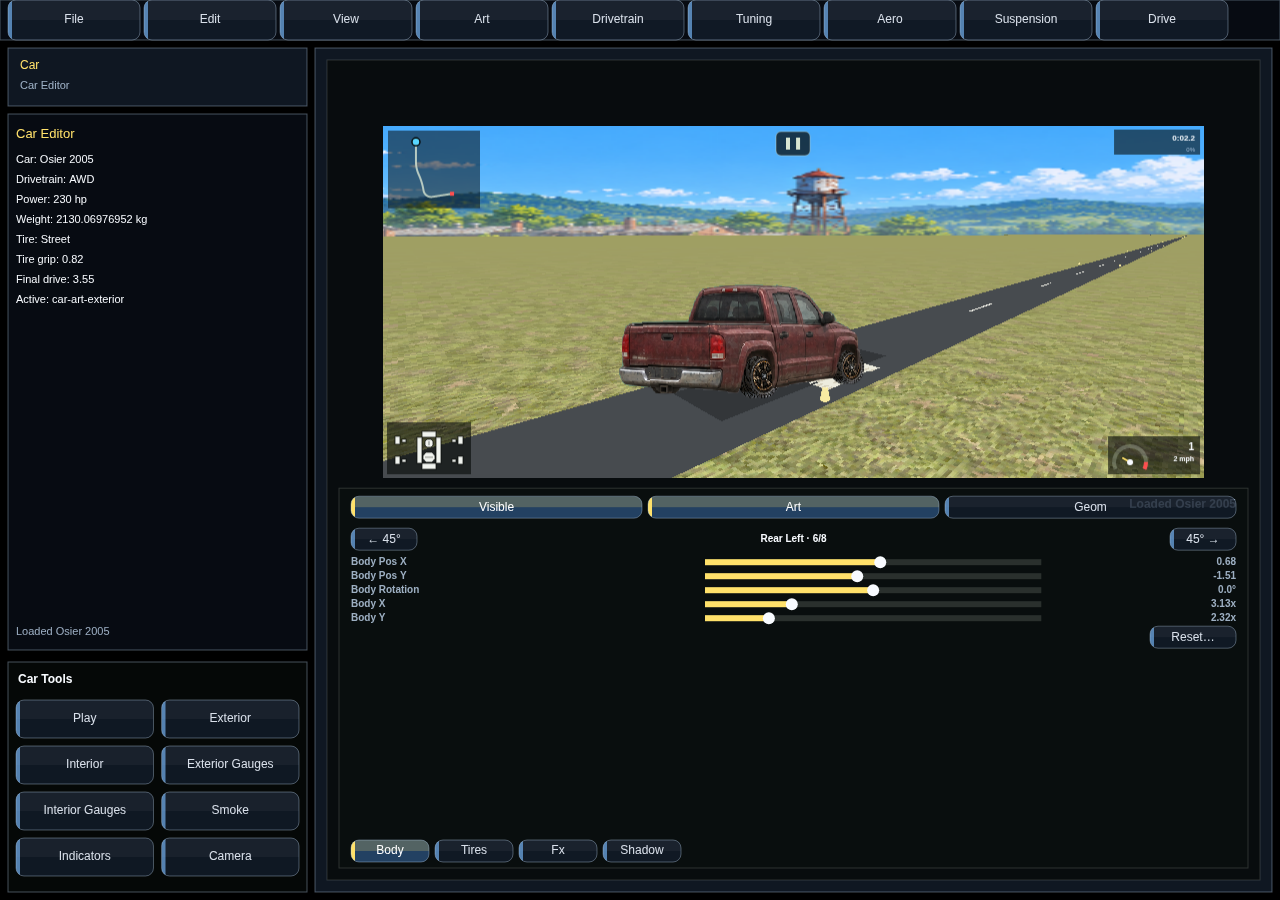 File Edit View Art Drivetrain Tuning Aero Suspension Drive
Car
Car Editor
Car Editor
Car: Osier 2005
Drivetrain: AWD
Power: 230 hp
Weight: 2130.06976952 kg
Tire: Street
Tire grip: 0.82
Final drive: 3.55
Active: car-art-exterior
Loaded Osier 2005
Car Tools
Play Exterior
Interior Exterior Gauges
Interior Gauges Smoke
Indicators Camera
0:02.2
0%
1
2 mph
Visible Art Geom Loaded Osier 2005
← 45° Rear Left · 6/8 45° →
Body Pos X 0.68
Body Pos Y -1.51
Body Rotation 0.0°
Body X 3.13x
Body Y 2.32x
Reset…
Body Tires Fx Shadow